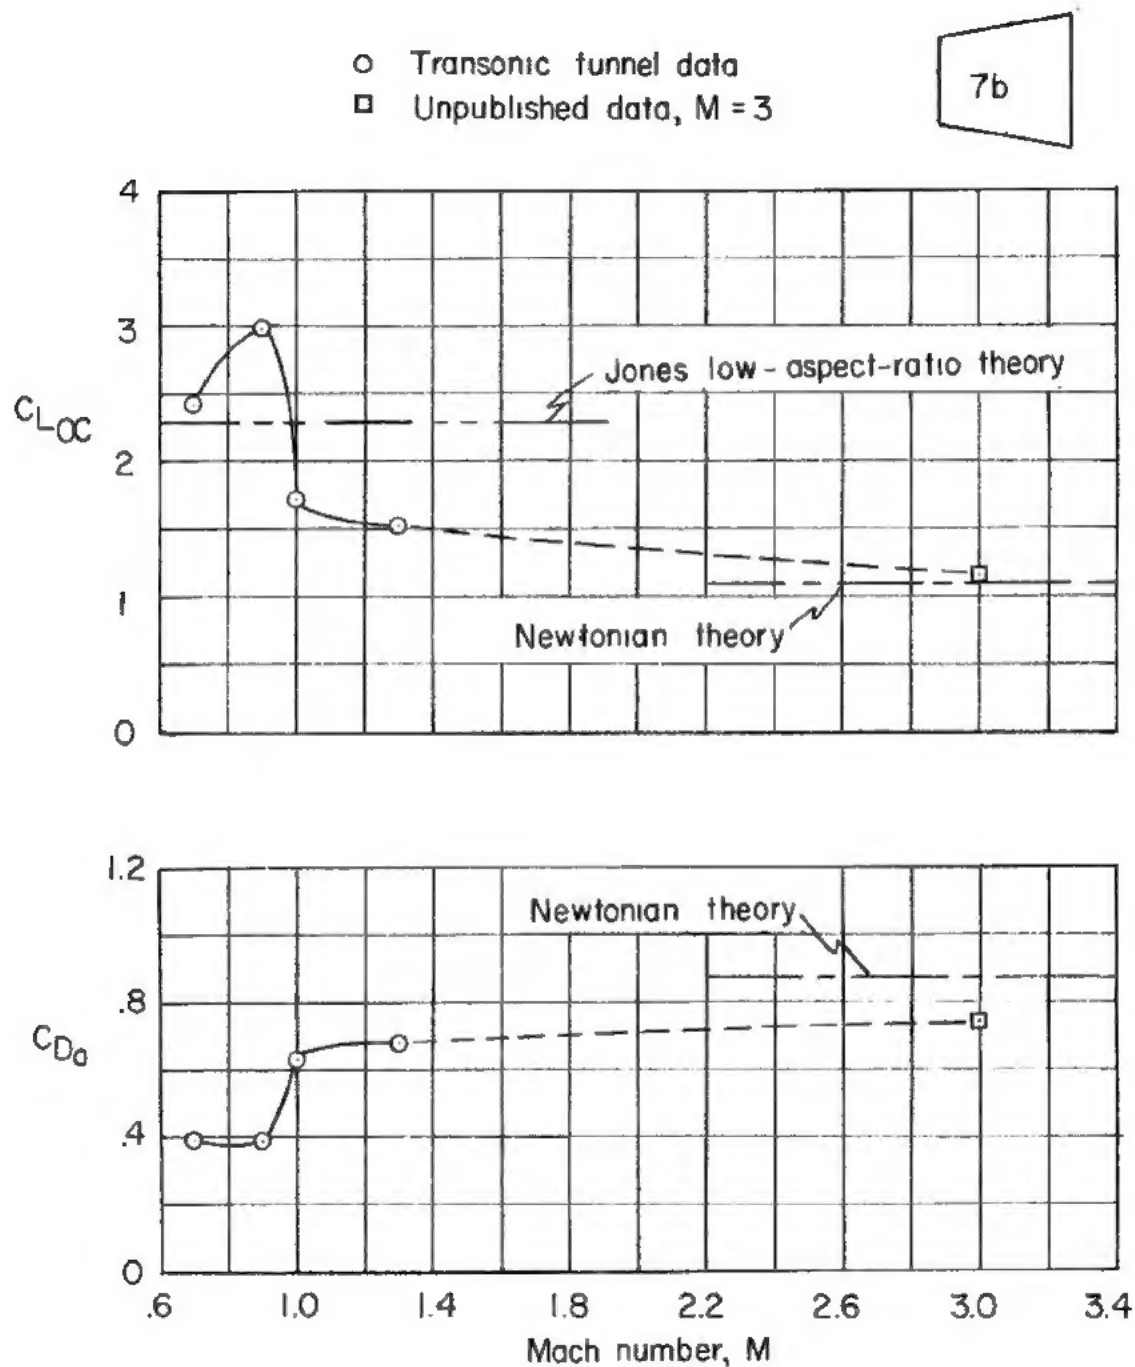 Transonic tunnel data
Unpublished data, M = 3
7b
4
3
2
1
0
CLα
Jones low-aspect-ratio theory
Newtonian theory
1.2
.8
.4
0
CDo
Newtonian theory
.6 1.0 1.4 1.8 2.2 2.6 3.0 3.4
Mach number, M